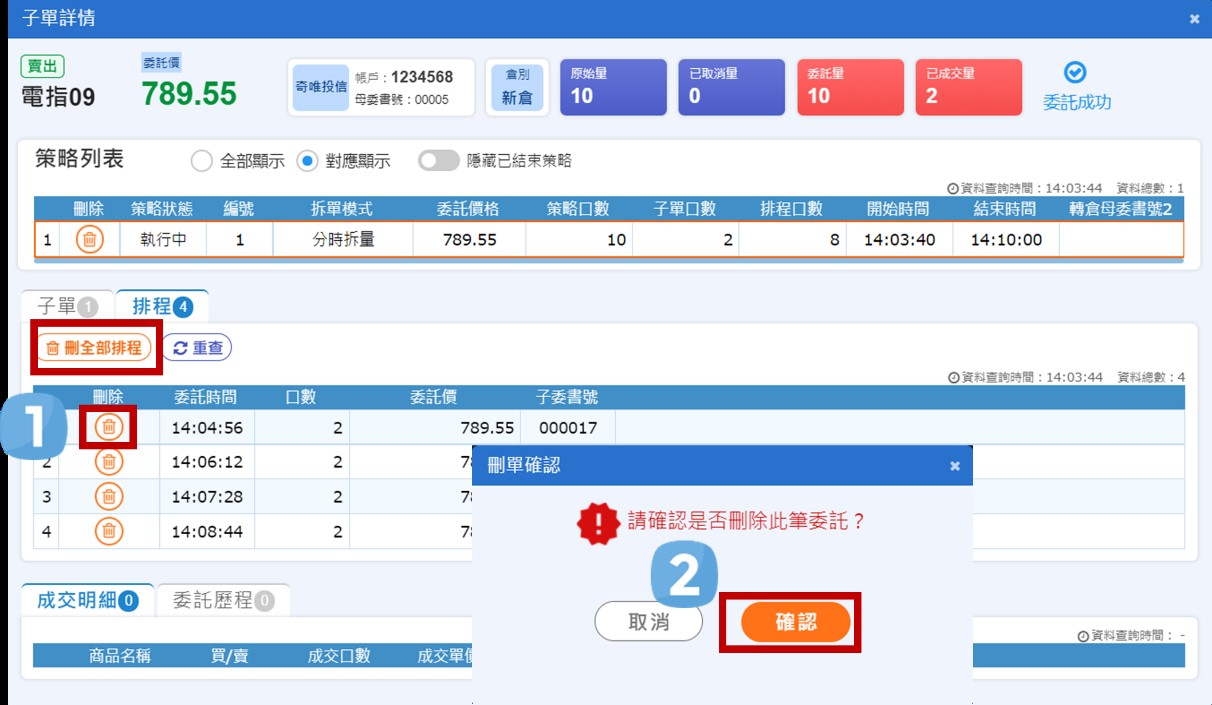 子單詳情 ×
賣出 委託價
電指09 789.55
奇唯投信 帳戶：1234568
母委書號：00005
倉別
新倉
原始量
10
已取消量
0
委託量
10
已成交量
2
委託成功
策略列表 全部顯示 對應顯示 隱藏已結束策略
資料查詢時間：14:03:44 資料總數：1
刪除 策略狀態 編號 拆單模式 委託價格 策略口數 子單口數 排程口數 開始時間 結束時間 轉倉母委書號2
1 執行中 1 分時拆量 789.55 10 2 8 14:03:40 14:10:00
子單 1 排程 4
刪全部排程 重查
資料查詢時間：14:03:44 資料總數：4
刪除 委託時間 口數 委託價 子委書號
1 14:04:56 2 789.55 000017
2 14:06:12 2 7
3 14:07:28 2 7
4 14:08:44 2 7
刪單確認 ×
請確認是否刪除此筆委託？
2
取消 確認
成交明細 0 委託歷程 0
資料查詢時間：-
商品名稱 買/賣 成交口數 成交單